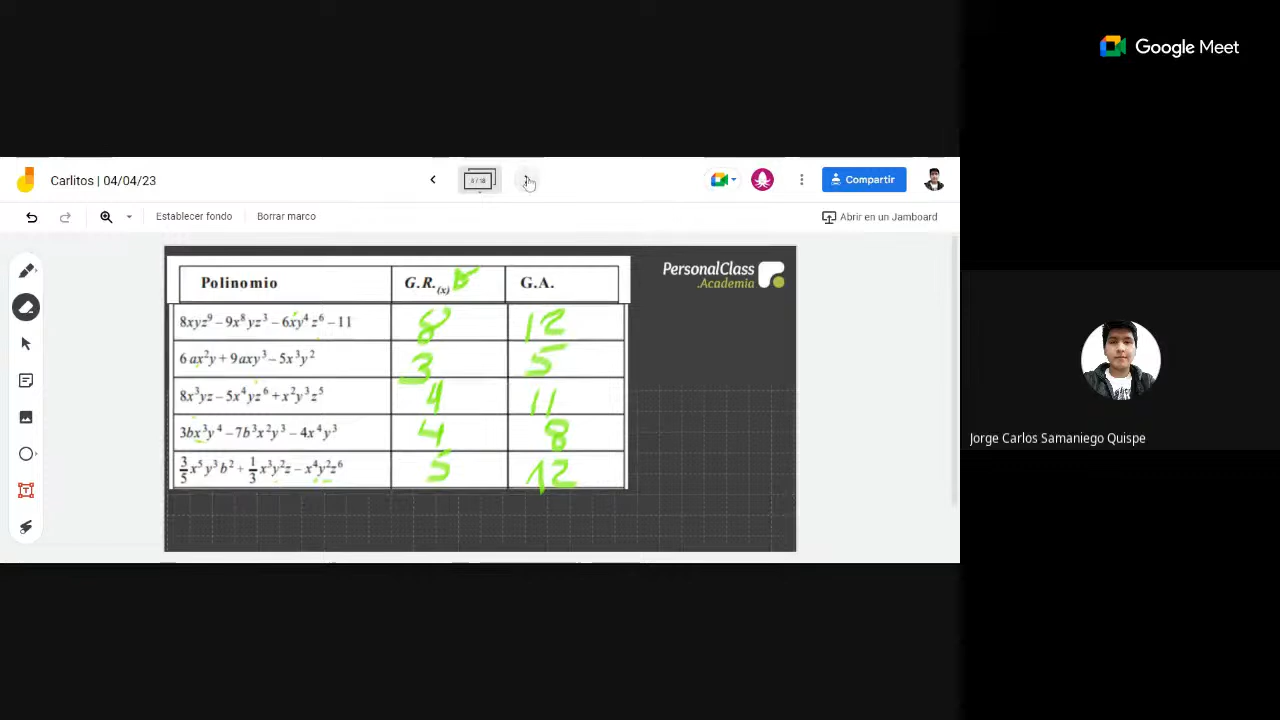 Google Meet
Carlitos | 04/04/23
4 / 18
Compartir
Establecer fondo
Borrar marco
Abrir en un Jamboard
Polinomio G.R.(x) G.A.
8xyz⁹ – 9x⁸yz³ – 6xy⁴z⁶ – 11 8 12
6ax²y + 9axy³ – 5x³y² 3 5
8x³yz – 5x⁴yz⁶ + x²y³z⁵ 4 11
3bx³y⁴ – 7b³x²y³ – 4x⁴y³ 4 8
3/5 x⁵y³b² + 1/3 x³y²z – x⁴y²z⁶ 5 12
PersonalClass
.Academia
Jorge Carlos Samaniego Quispe